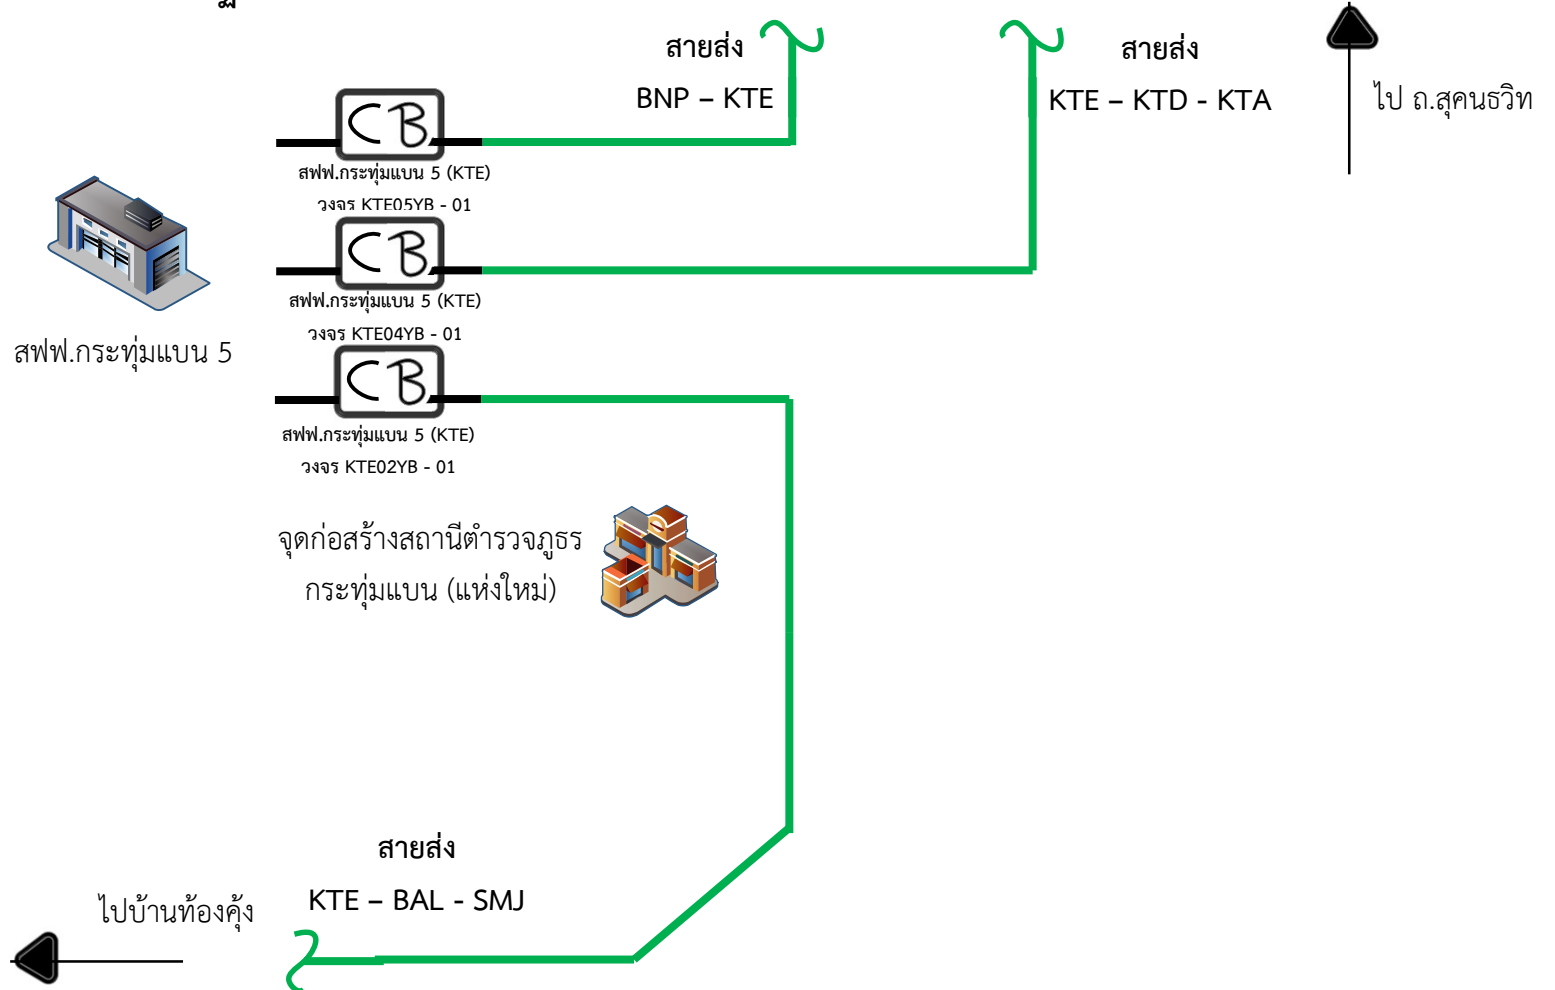 สายส่ง
BNP – KTE
สายส่ง
KTE – KTD - KTA
ไป ถ.สุคนธวิท
CB
สฟฟ.กระทุ่มแบน 5 (KTE)
วงจร KTE05YB - 01
CB
สฟฟ.กระทุ่มแบน 5 (KTE)
วงจร KTE04YB - 01
สฟฟ.กระทุ่มแบน 5
CB
สฟฟ.กระทุ่มแบน 5 (KTE)
วงจร KTE02YB - 01
จุดก่อสร้างสถานีตำรวจภูธร
กระทุ่มแบน (แห่งใหม่)
สายส่ง
KTE – BAL - SMJ
ไปบ้านท้องคุ้ง